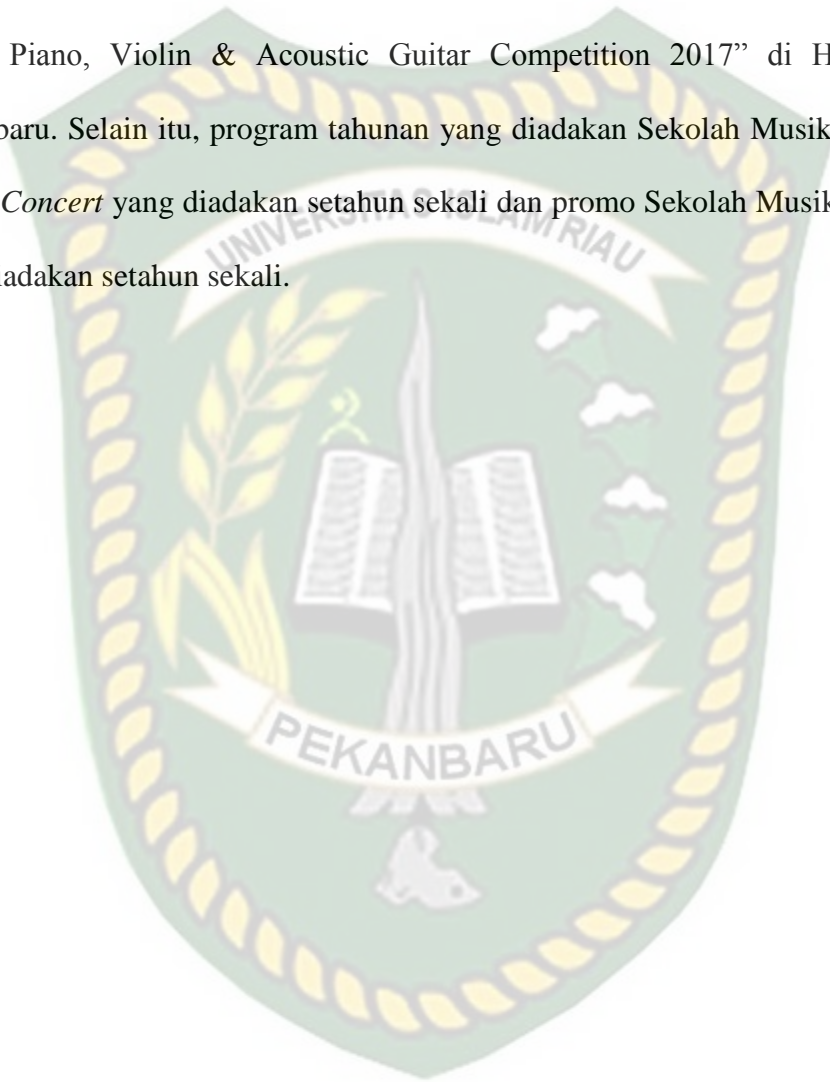 Piano, Violin & Acoustic Guitar Competition 2017” di H
baru. Selain itu, program tahunan yang diadakan Sekolah Musik
Concert yang diadakan setahun sekali dan promo Sekolah Musik
iadakan setahun sekali.
UNIVERSITAS ISLAM RIAU
PEKANBARU